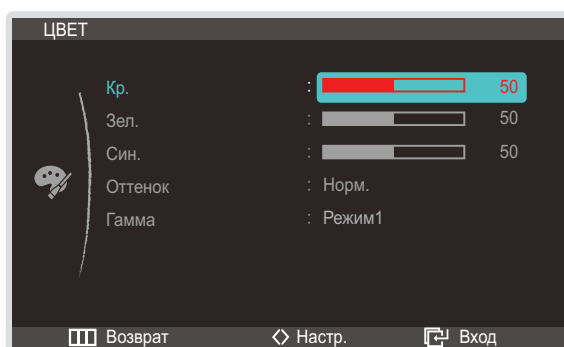 ЦВЕТ
Кр. : 50
Зел. : 50
Син. : 50
Оттенок : Норм.
Гамма : Режим1
Возврат Настр. Вход